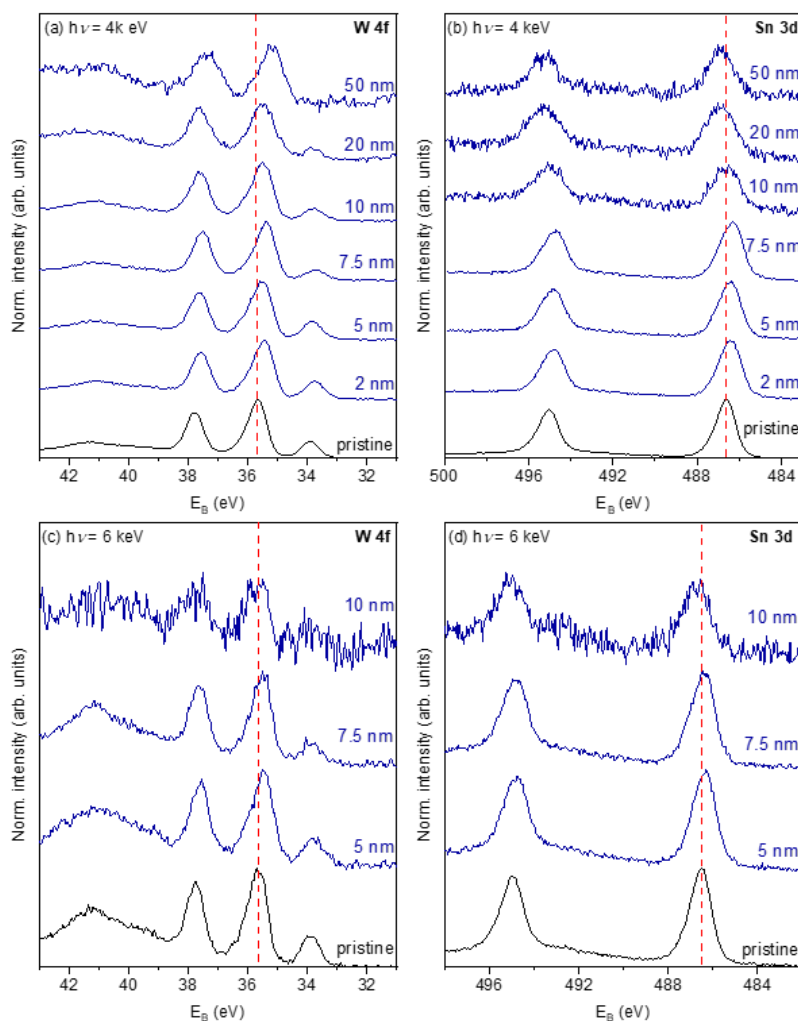 (a) hν = 4k eV W 4f
50 nm
20 nm
10 nm
7.5 nm
5 nm
2 nm
pristine
Norm. intensity (arb. units)
42 40 38 36 34 32
E_B (eV)
(b) hν = 4 keV Sn 3d
50 nm
20 nm
10 nm
7.5 nm
5 nm
2 nm
pristine
Norm. intensity (arb. units)
500 496 492 488 484
E_B (eV)
(c) hν = 6 keV W 4f
10 nm
7.5 nm
5 nm
pristine
Norm. intensity (arb. units)
42 40 38 36 34 32
E_B (eV)
(d) hν = 6 keV Sn 3d
10 nm
7.5 nm
5 nm
pristine
Norm. intensity (arb. units)
496 492 488 484
E_B (eV)